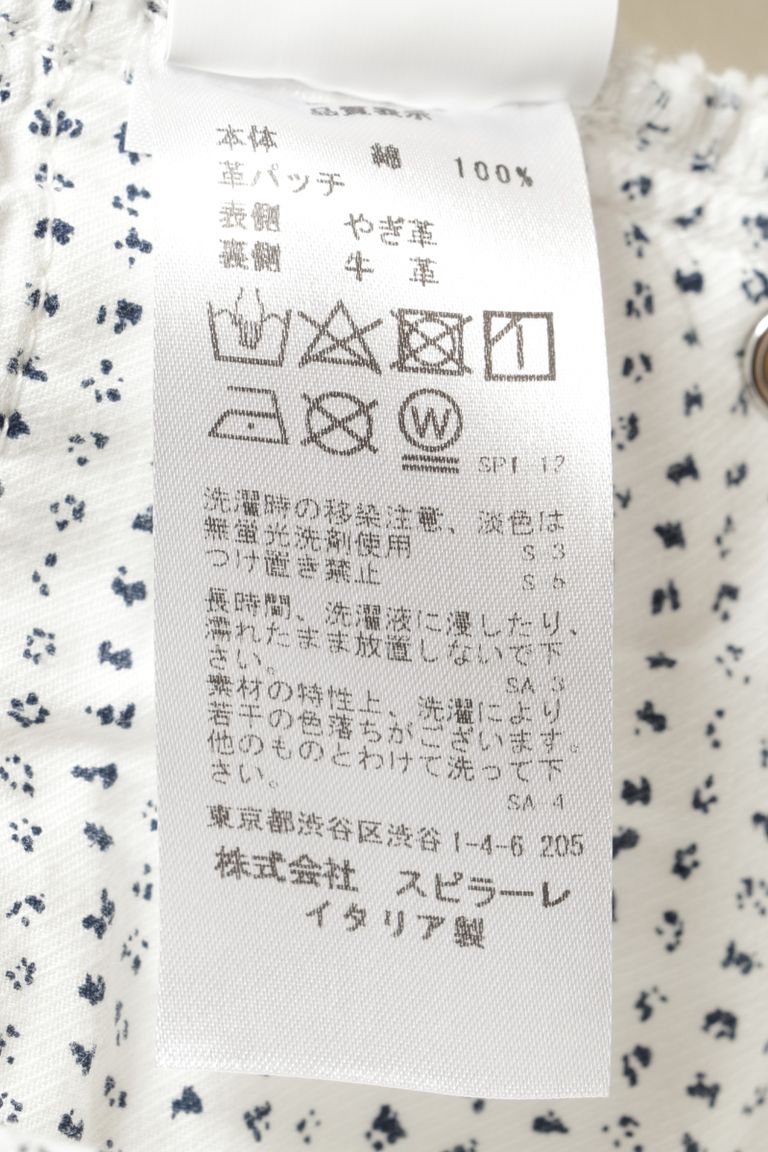 品質表示
本体 綿 100%
革パッチ
表側 やぎ革
裏側 牛 革
W
SPI 12
洗濯時の移染注意、淡色は
無蛍光洗剤使用 S 3
つけ置き禁止 S 5
長時間、洗濯液に浸したり、
濡れたまま放置しないで下
さい。 SA 3
素材の特性上、洗濯により
若干の色落ちがございます。
他のものとわけて洗って下
さい。 SA 4
東京都渋谷区渋谷1-4-6 205
株式会社 スピラーレ
イタリア製